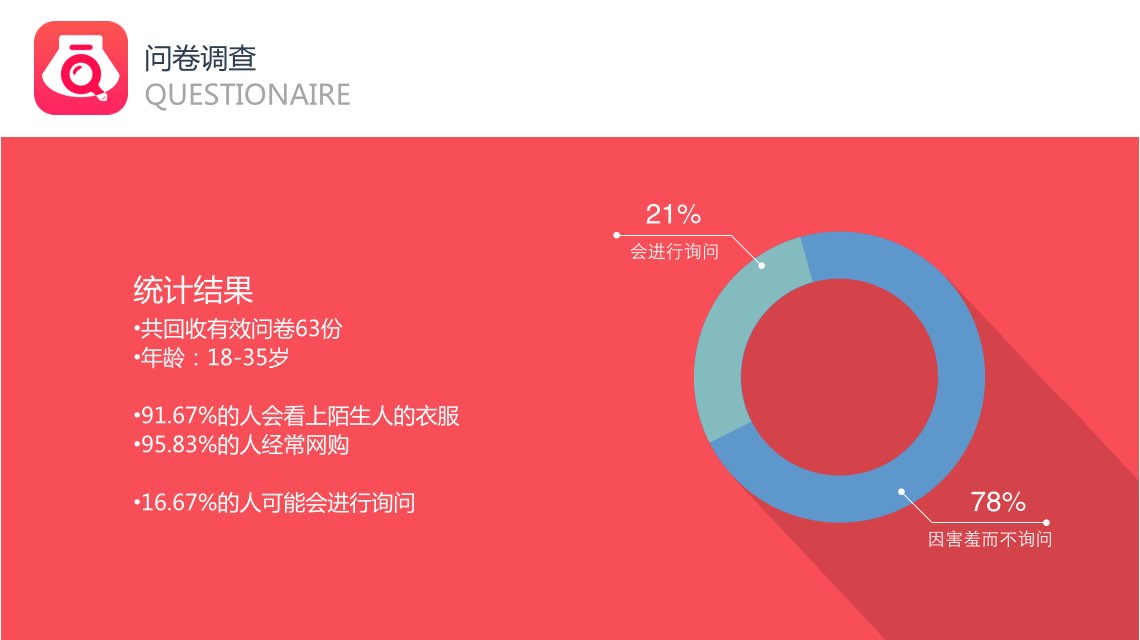 问卷调查
QUESTIONAIRE
统计结果
•共回收有效问卷63份
•年龄：18-35岁
•91.67%的人会看上陌生人的衣服
•95.83%的人经常网购
•16.67%的人可能会进行询问
21%
会进行询问
78%
因害羞而不询问